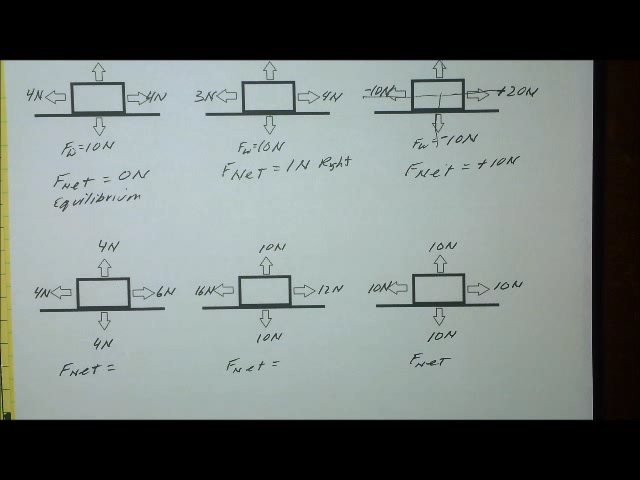 4N 4N 3N 4N -10N +20N
FD=10N Fw=10N Fw=-10N
FNet = 0N FNet = 1N Right FNet = +10N
Equilibrium
4N 10N 10N
4N 6N 16N 12N 10N 10N
4N 10N 10N
FNet = FNet = FNet